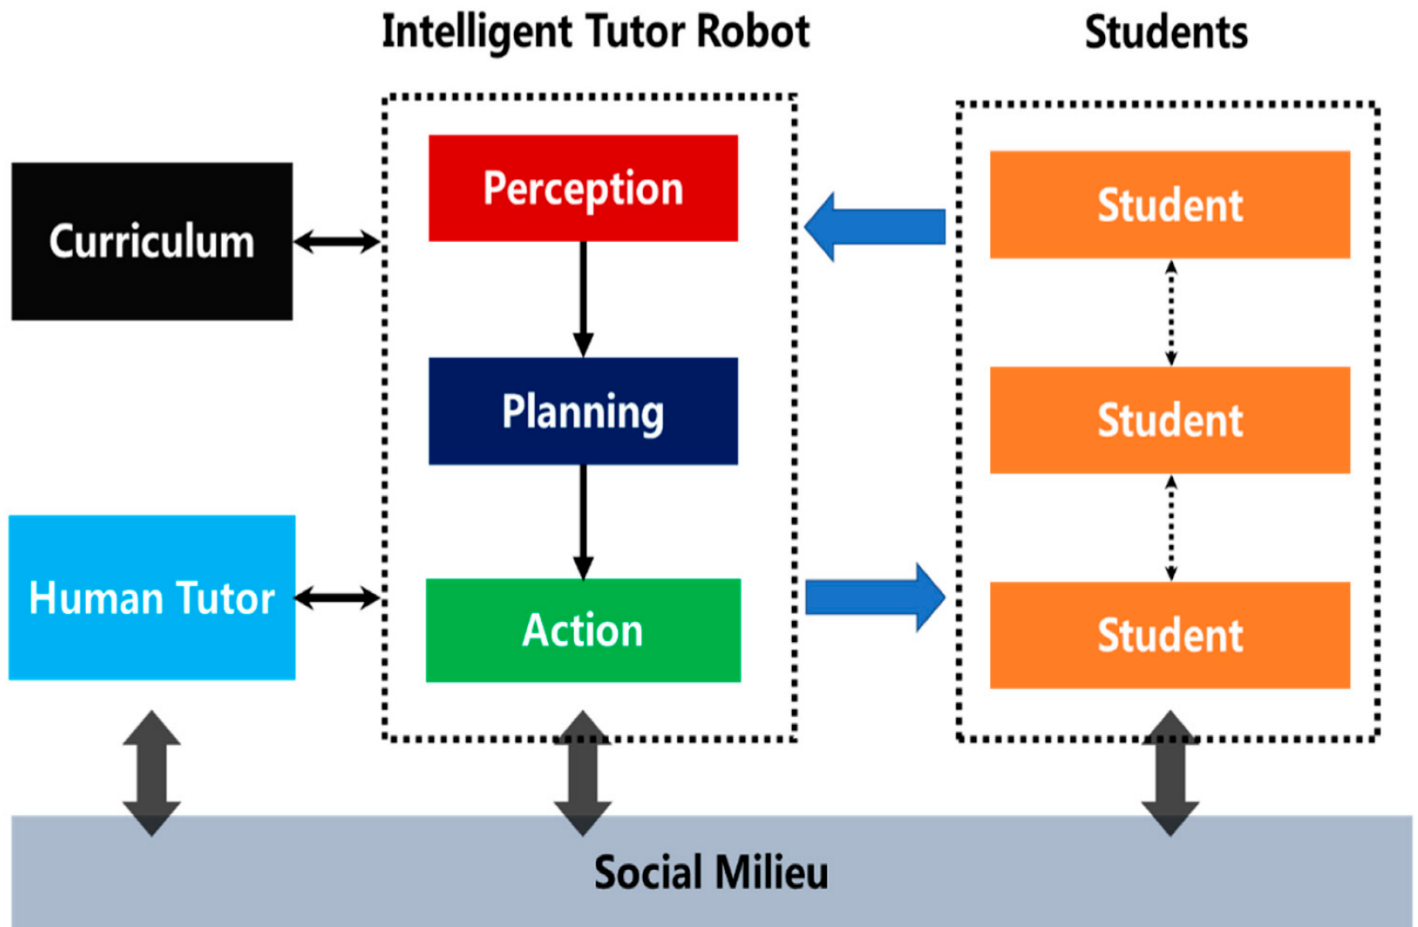 Intelligent Tutor Robot
Students
Curriculum
Human Tutor
Perception
Planning
Action
Student
Student
Student
Social Milieu